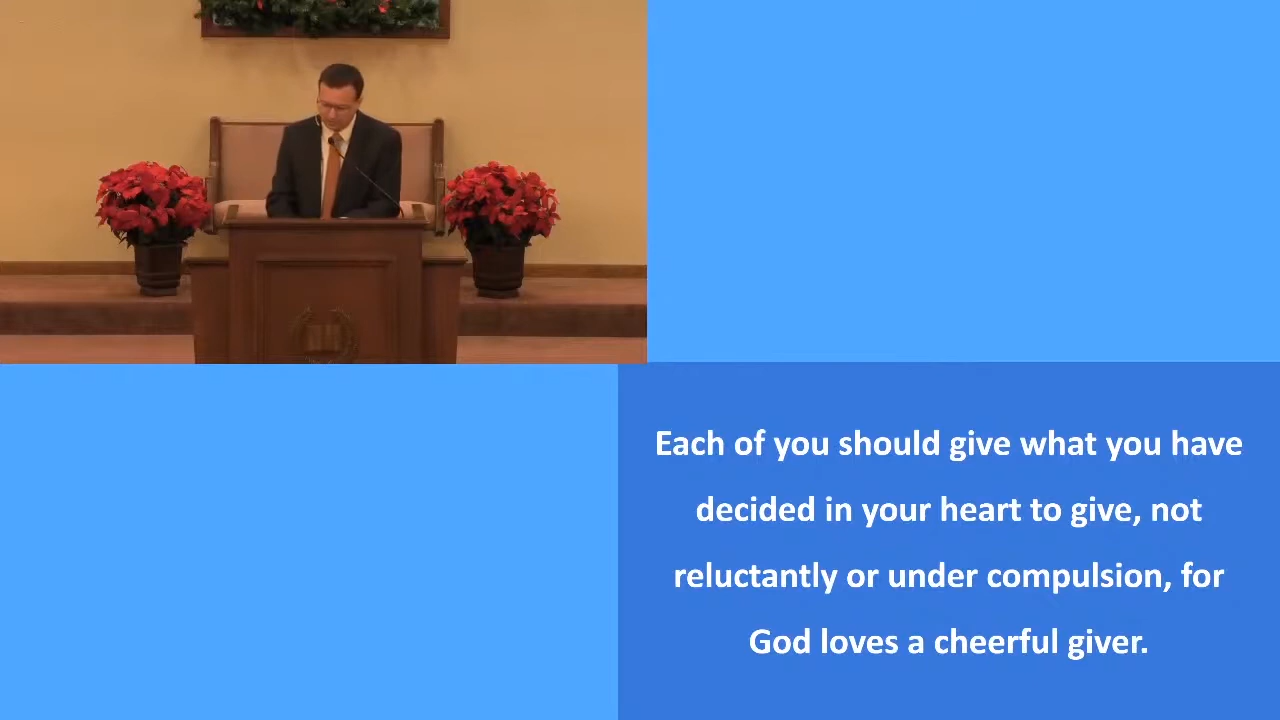 Each of you should give what you have
decided in your heart to give, not
reluctantly or under compulsion, for
God loves a cheerful giver.